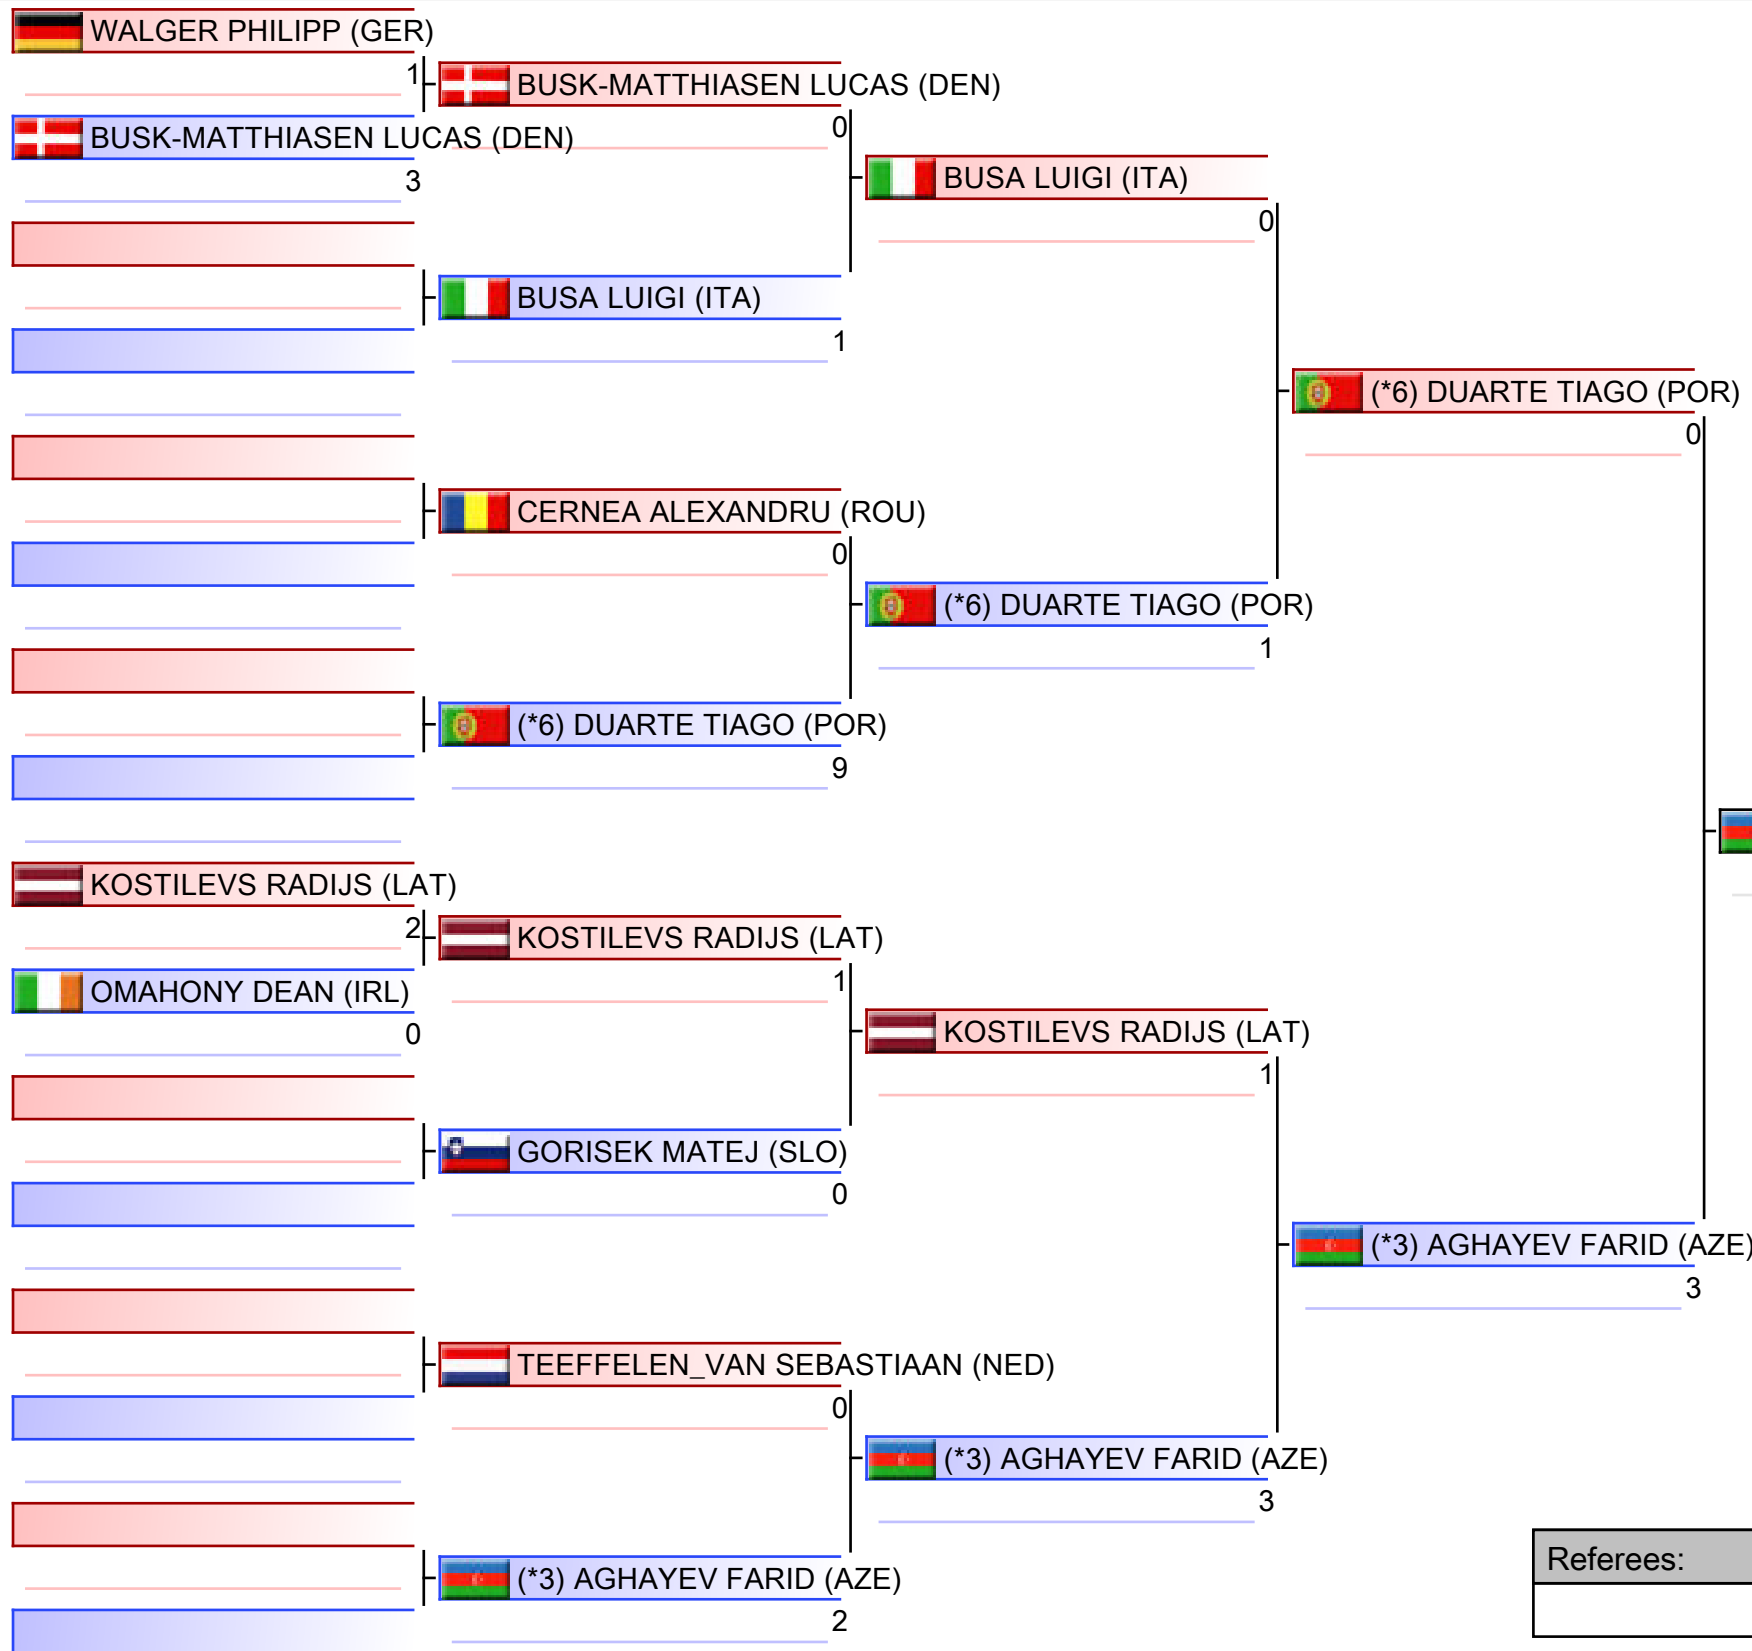 WALGER PHILIPP (GER)
1
BUSK-MATTHIASEN LUCAS (DEN)
3
BUSK-MATTHIASEN LUCAS (DEN)
0
BUSA LUIGI (ITA)
1
BUSA LUIGI (ITA)
0
(*6) DUARTE TIAGO (POR)
0
CERNEA ALEXANDRU (ROU)
0
(*6) DUARTE TIAGO (POR)
1
(*6) DUARTE TIAGO (POR)
9
KOSTILEVS RADIJS (LAT)
2
OMAHONY DEAN (IRL)
0
KOSTILEVS RADIJS (LAT)
1
KOSTILEVS RADIJS (LAT)
1
GORISEK MATEJ (SLO)
0
(*3) AGHAYEV FARID (AZE)
3
TEEFFELEN_VAN SEBASTIAAN (NED)
0
(*3) AGHAYEV FARID (AZE)
3
(*3) AGHAYEV FARID (AZE)
2
Referees: